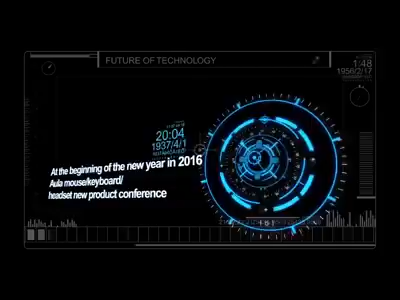 FUTURE OF TECHNOLOGY
1:48
1956/2/17
20:04
1937/4/1
At the beginning of the new year in 2016
Aula mouse/keyboard/
headset new product conference